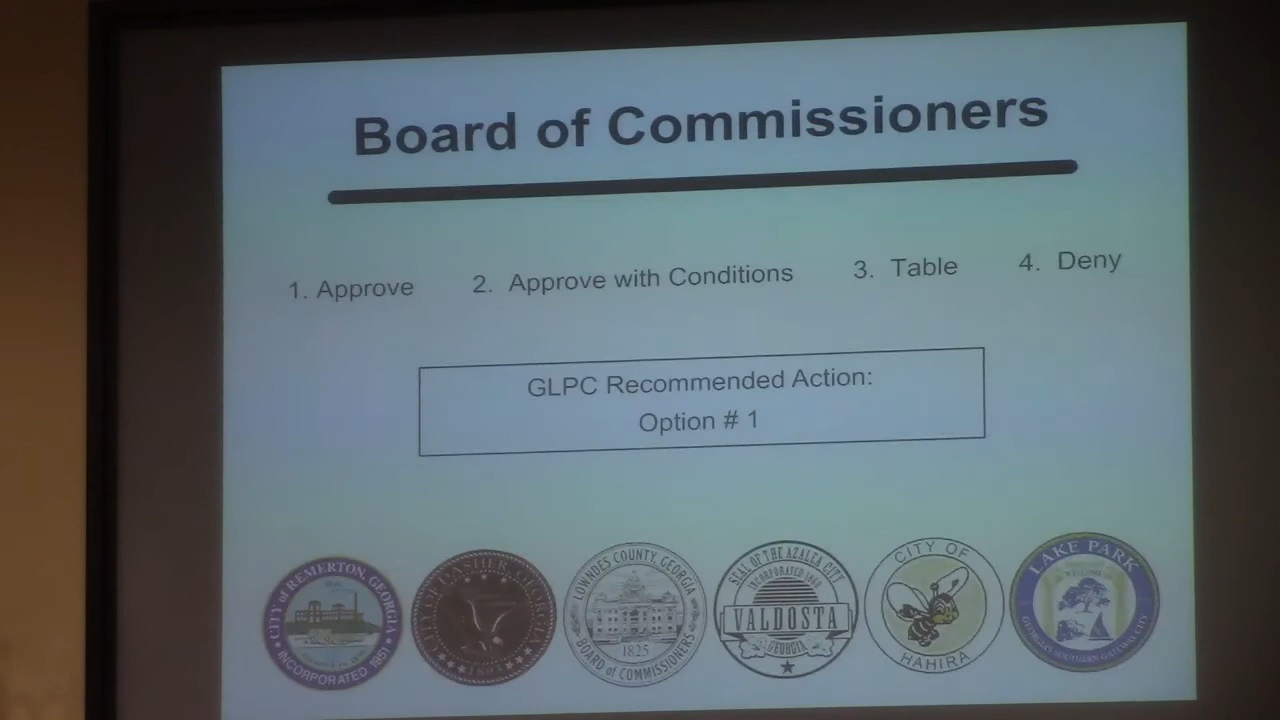 Board of Commissioners
1. Approve 2. Approve with Conditions 3. Table 4. Deny
GLPC Recommended Action:
Option # 1
CITY of REMERTON, GEORGIA
INCORPORATED 1951
LOWNDES COUNTY, GEORGIA
1825
BOARD of COMMISSIONERS
SEAL OF THE AZALEA CITY
INCORPORATED 1860
VALDOSTA
GEORGIA
CITY OF
HAHIRA
LAKE PARK